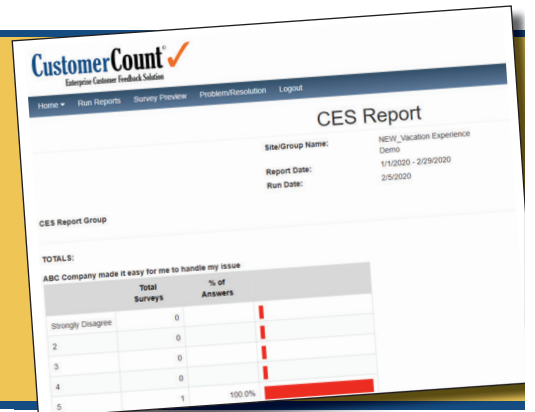 CustomerCount®
Enterprise Customer Feedback Solution
Home Run Reports Survey Preview Problem/Resolution Logout
CES Report
Site/Group Name: NEW_Vacation Experience Demo
Report Date: 1/1/2020 - 2/29/2020
Run Date: 2/5/2020
CES Report Group
TOTALS:
ABC Company made it easy for me to handle my issue
Total Surveys % of Answers
Strongly Disagree 0
2 0
3 0
4 0
5 1 100.0%